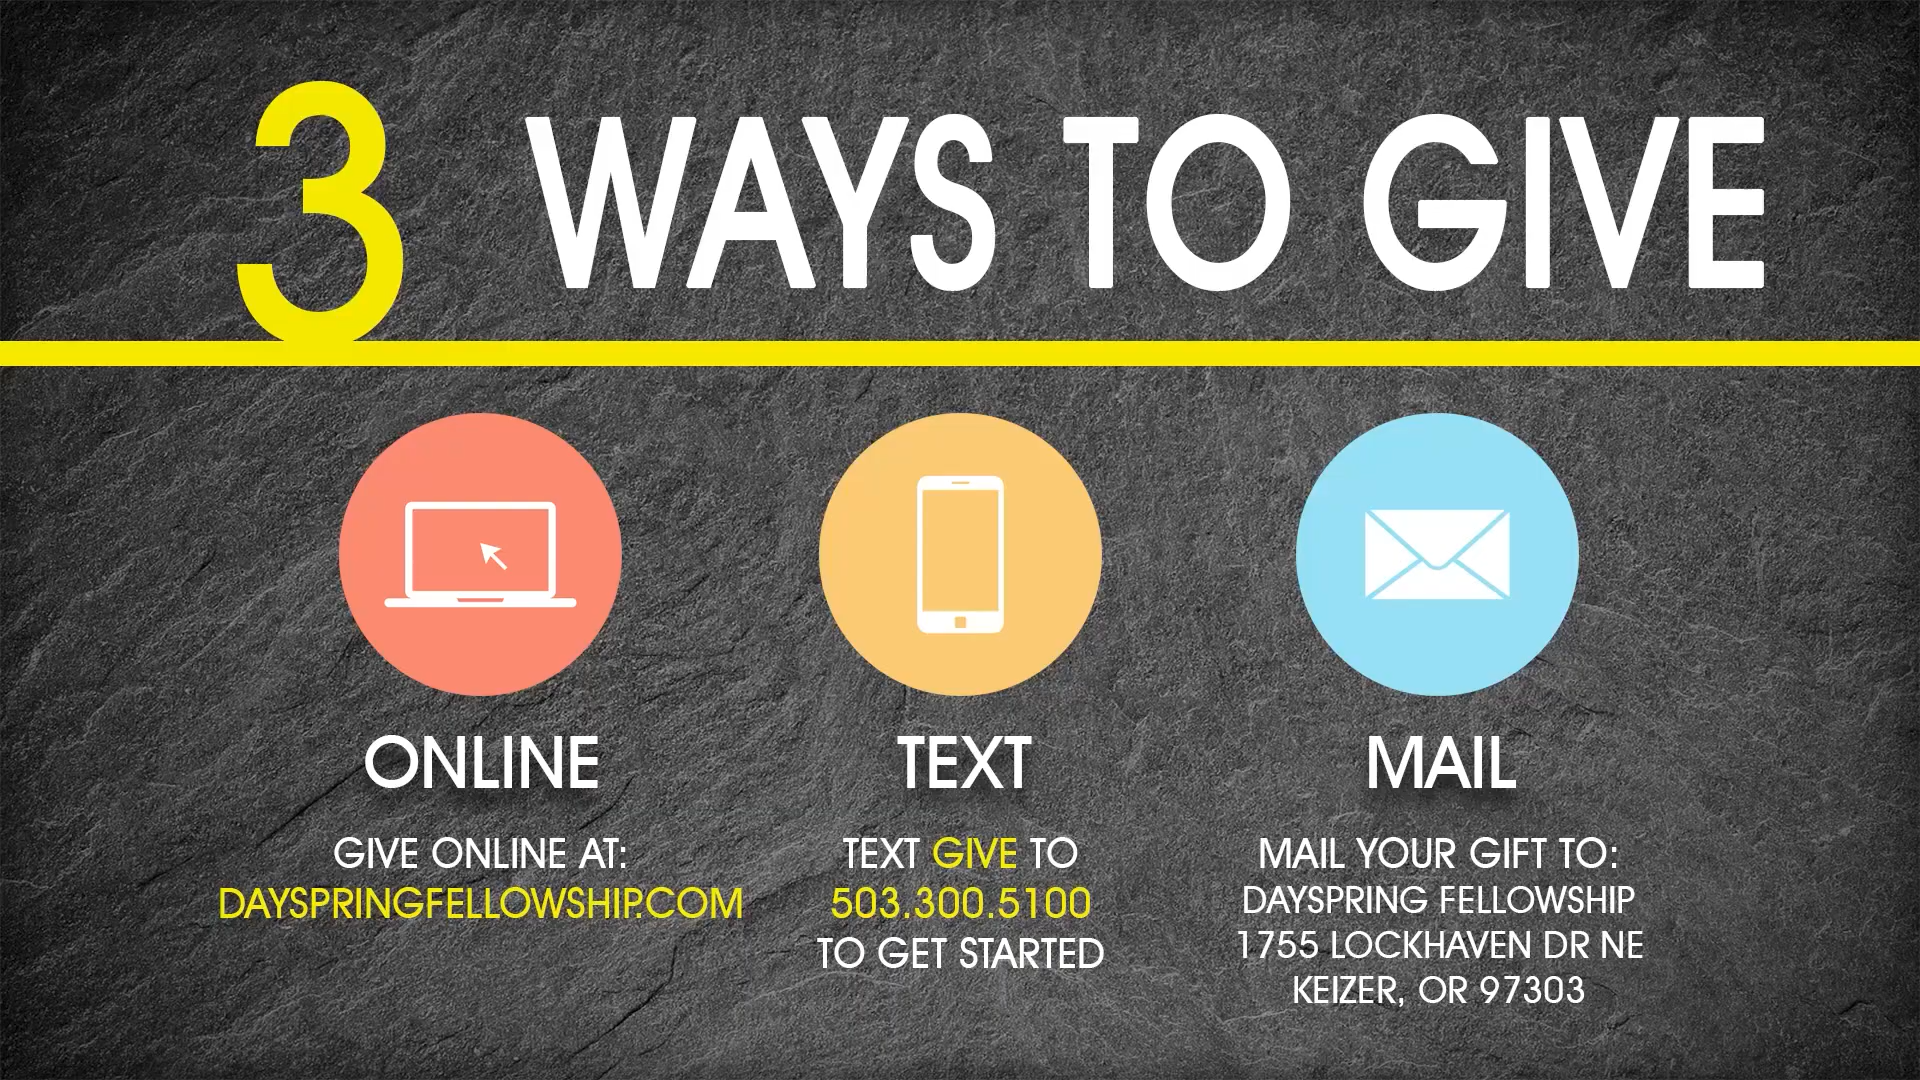 3 WAYS TO GIVE
ONLINE
GIVE ONLINE AT:
DAYSPRINGFELLOWSHIP.COM
TEXT
TEXT GIVE TO
503.300.5100
TO GET STARTED
MAIL
MAIL YOUR GIFT TO:
DAYSPRING FELLOWSHIP
1755 LOCKHAVEN DR NE
KEIZER, OR 97303